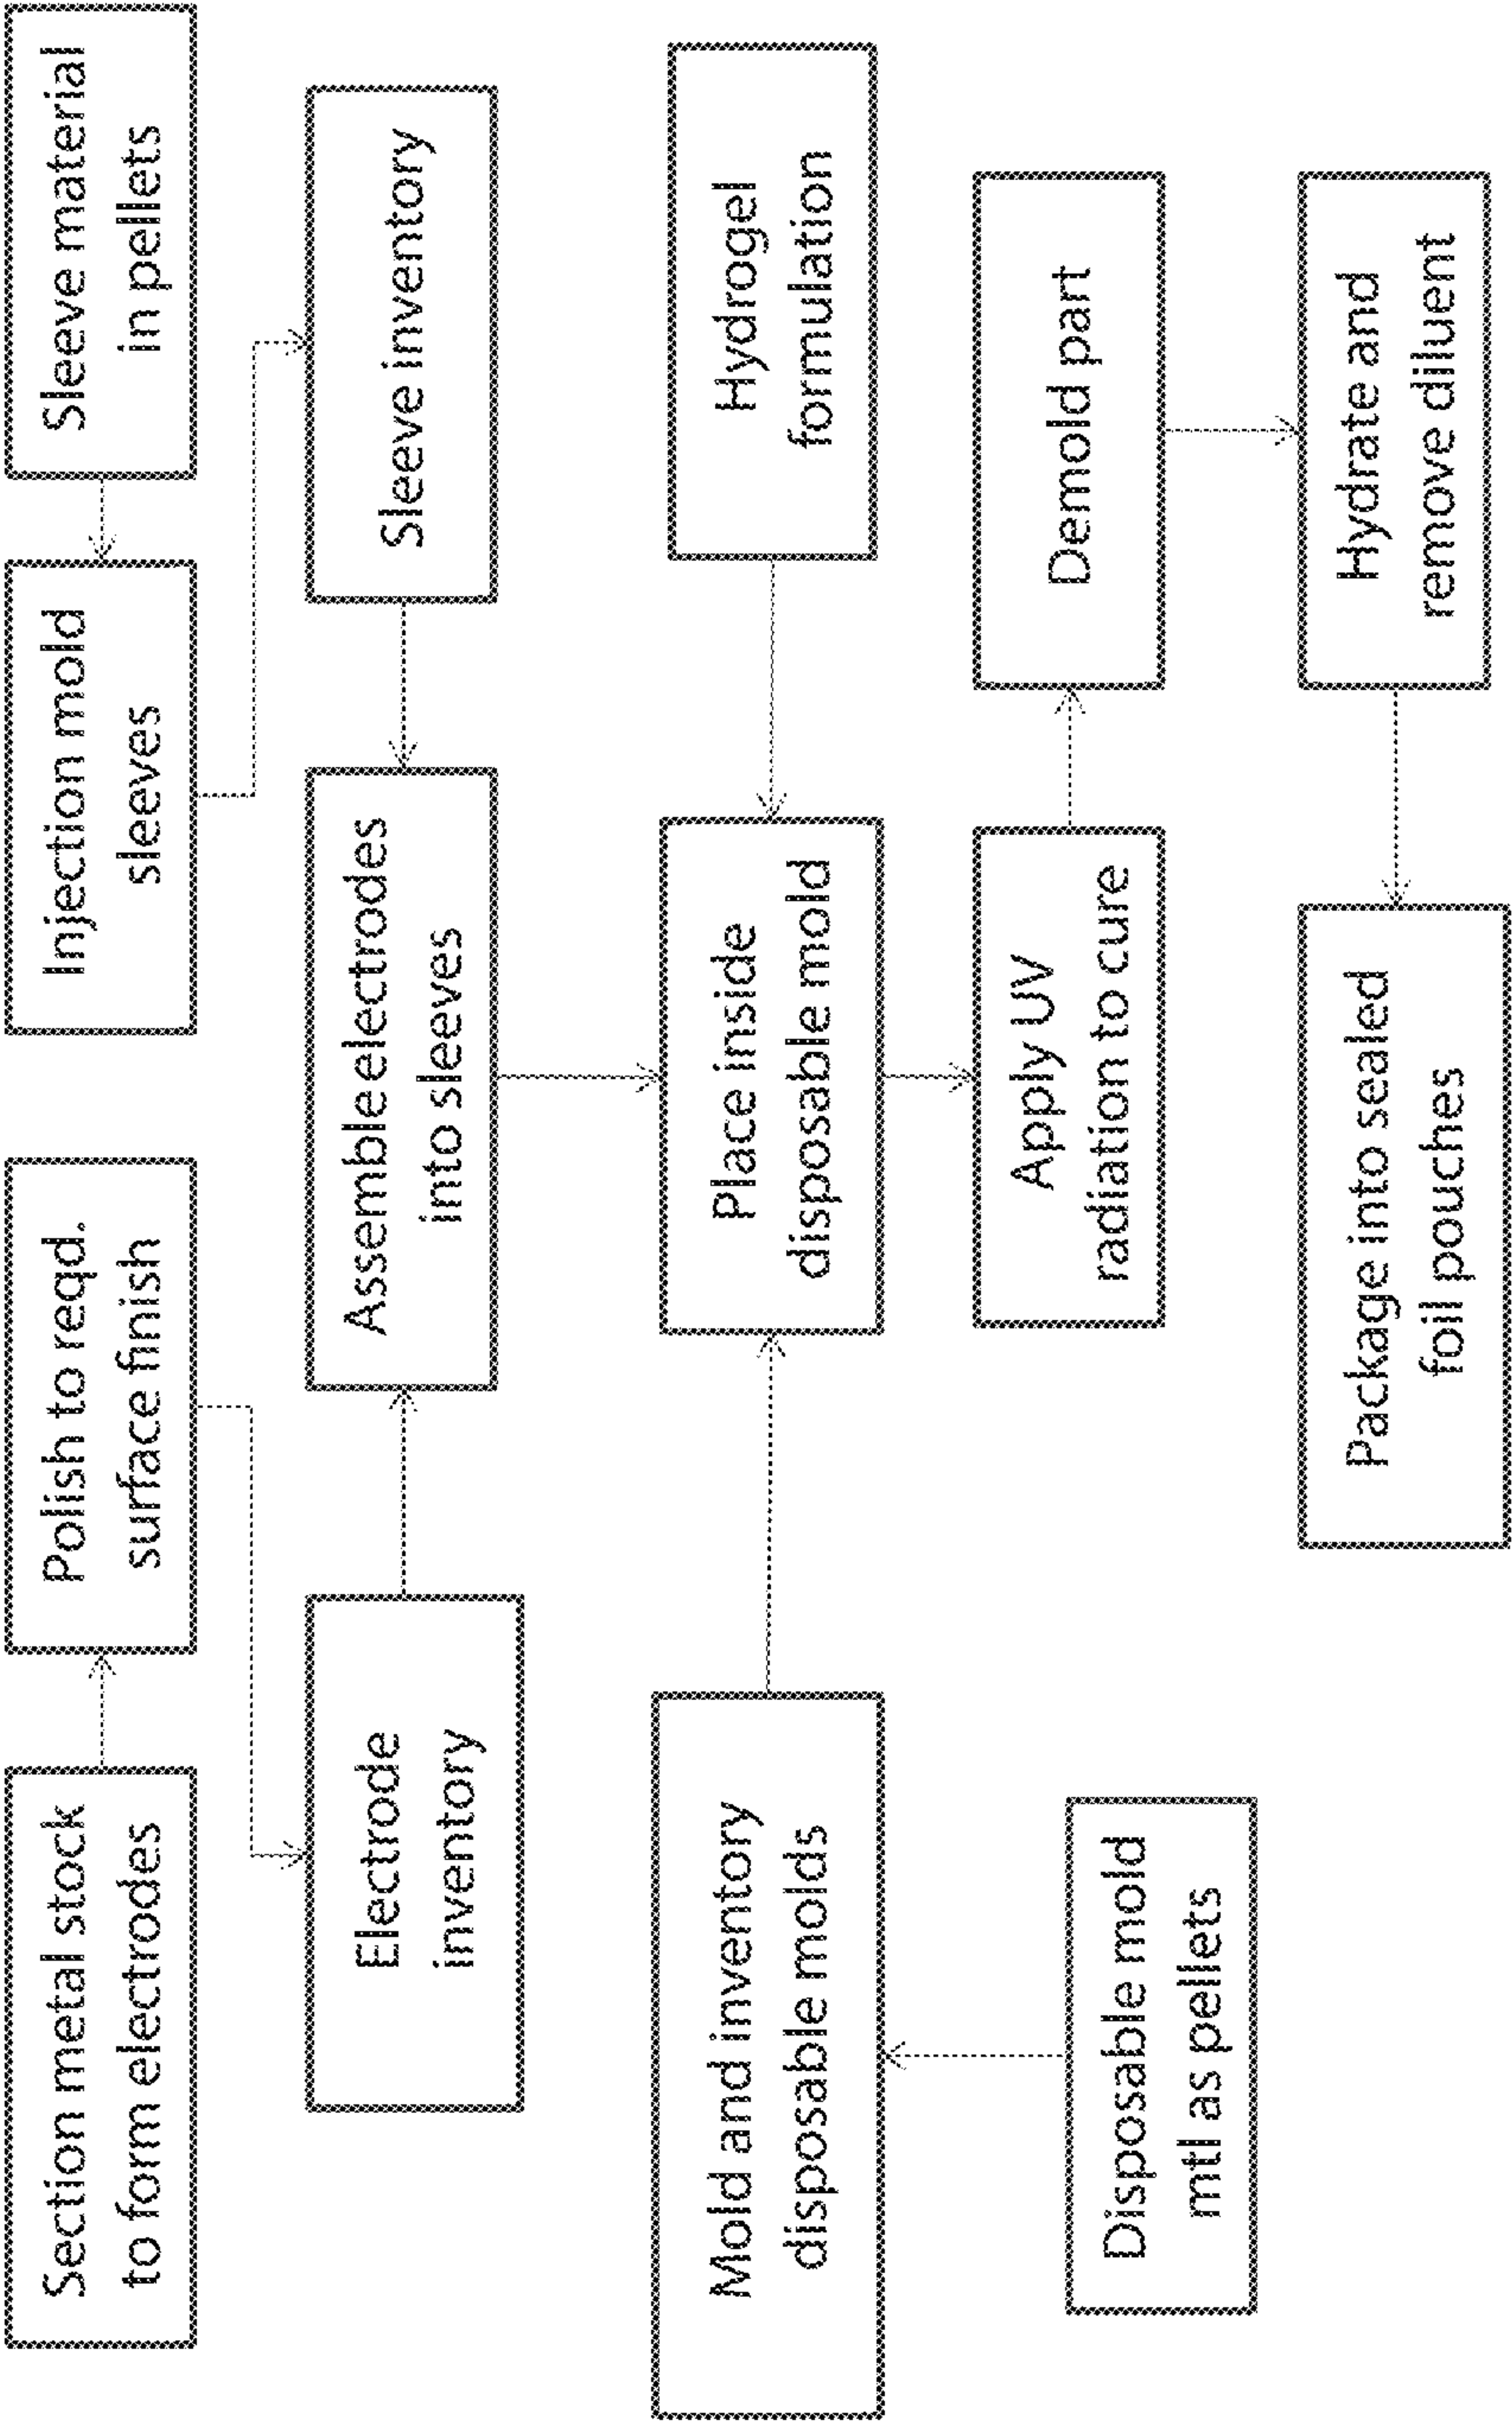 Section metal stock
to form electrodes
Polish to reqd.
surface finish
Injection mold
sleeves
Sleeve material
in pellets
Electrode
inventory
Assemble electrodes
into sleeves
Sleeve inventory
Mold and inventory
disposable molds
Place inside
disposable mold
Hydrogel
formulation
Disposable mold
mtl as pellets
Apply UV
radiation to cure
Demold part
Package into sealed
foil pouches
Hydrate and
remove diluent